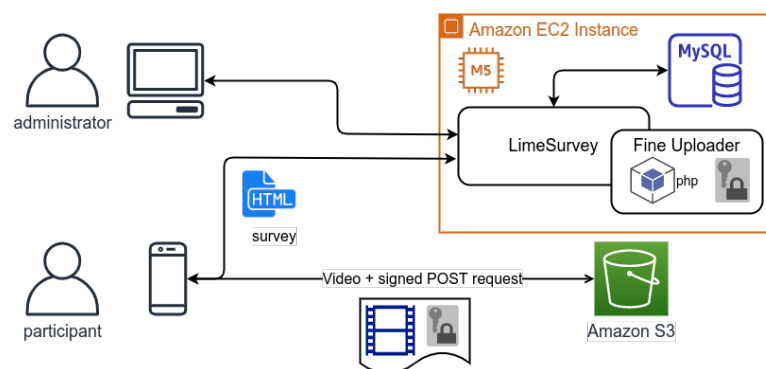 Amazon EC2 Instance
M5
MySQL
administrator
LimeSurvey
Fine Uploader
php
HTML
survey
Video + signed POST request
participant
Amazon S3